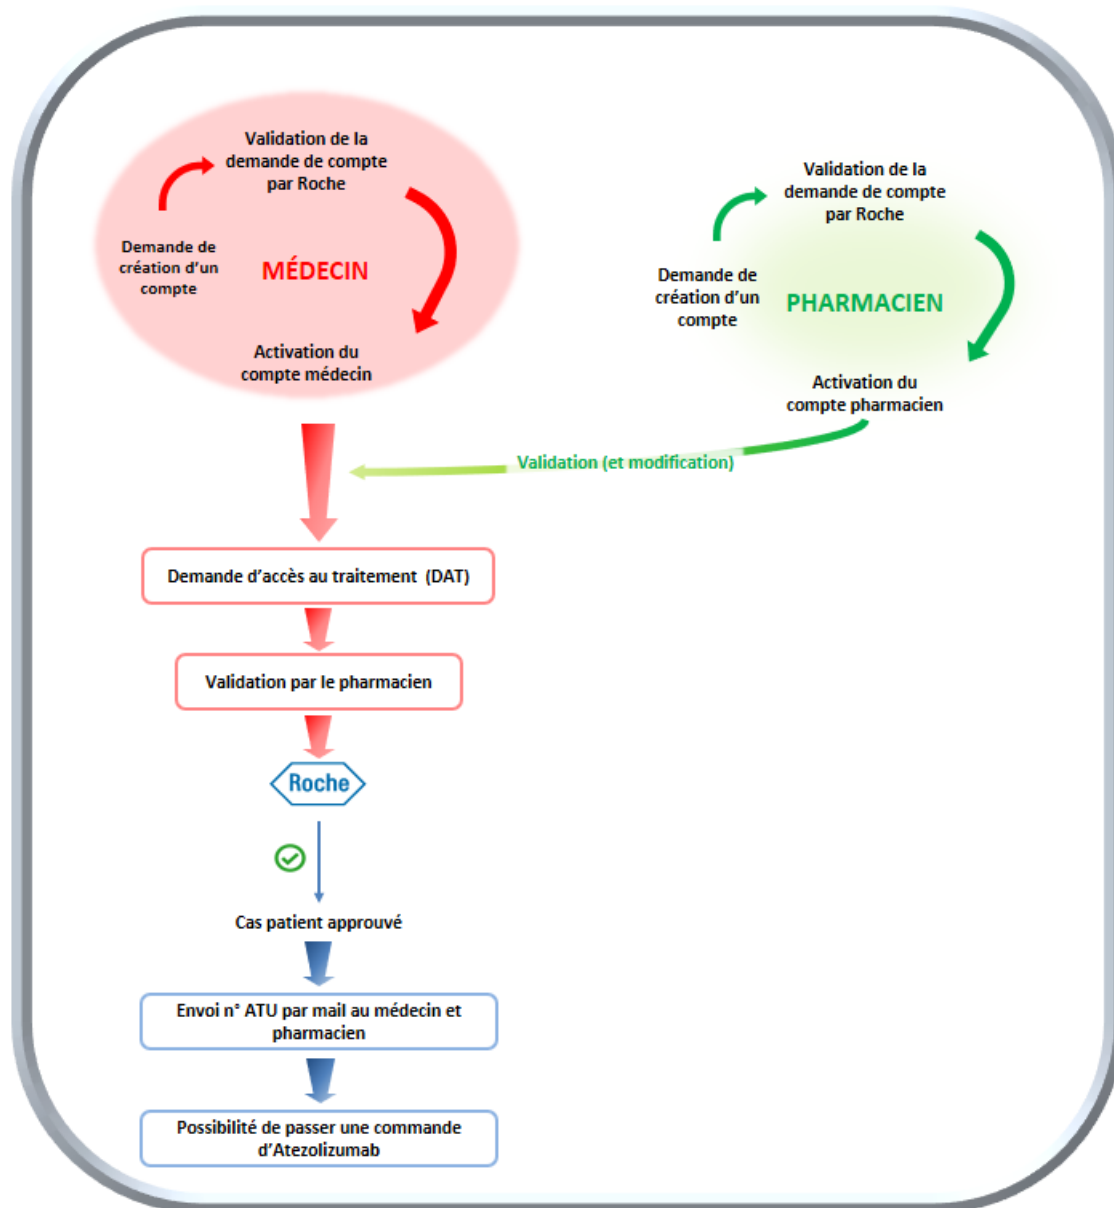 Validation de la
demande de compte
par Roche
Demande de
création d'un
compte
MÉDECIN
Activation du
compte médecin
Validation de la
demande de compte
par Roche
Demande de
création d'un
compte
PHARMACIEN
Activation du
compte pharmacien
Validation (et modification)
Demande d'accès au traitement (DAT)
Validation par le pharmacien
Roche
Cas patient approuvé
Envoi n° ATU par mail au médecin et
pharmacien
Possibilité de passer une commande
d'Atezolizumab